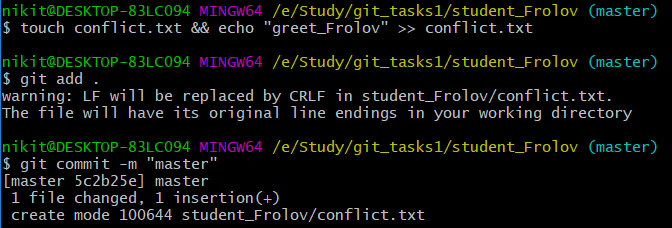 nikit@DESKTOP-83LC094 MINGW64 /e/Study/git_tasks1/student_Frolov (master)
$ touch conflict.txt && echo "greet_Frolov" >> conflict.txt
nikit@DESKTOP-83LC094 MINGW64 /e/Study/git_tasks1/student_Frolov (master)
$ git add .
warning: LF will be replaced by CRLF in student_Frolov/conflict.txt.
The file will have its original line endings in your working directory
nikit@DESKTOP-83LC094 MINGW64 /e/Study/git_tasks1/student_Frolov (master)
$ git commit -m "master"
[master 5c2b25e] master
 1 file changed, 1 insertion(+)
 create mode 100644 student_Frolov/conflict.txt